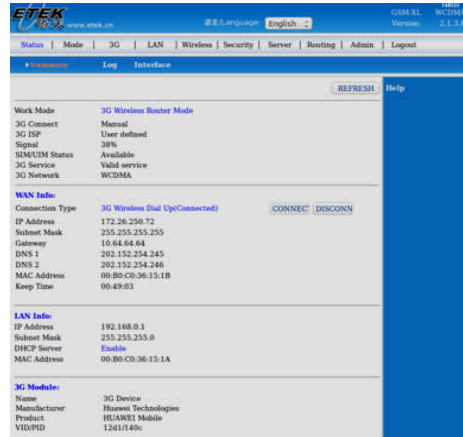 ETEK www.etek.cn 语言/Language: English GSM-XL WCDMA
Version: 2.1.3.
Status | Mode | 3G | LAN | Wireless | Security | Server | Routing | Admin | Logout
Summary Log Interface
REFRESH Help
Work Mode 3G Wireless Router Mode
3G Connect Manual
3G ISP User defined
Signal 38%
SIM/UIM Status Available
3G Service Valid service
3G Network WCDMA
WAN Info:
Connection Type 3G Wireless Dial Up(Connected) CONNEC DISCONN
IP Address 172.26.250.72
Subnet Mask 255.255.255.255
Gateway 10.64.64.64
DNS 1 202.152.254.245
DNS 2 202.152.254.246
MAC Address 00:B0:C0:36:15:1B
Keep Time 00:49:03
LAN Info:
IP Address 192.168.0.1
Subnet Mask 255.255.255.0
DHCP Server Enable
MAC Address 00:B0:C0:36:15:1A
3G Module:
Name 3G Device
Manufacturer Huawei Technologies
Product HUAWEI Mobile
VID/PID 12d1/140c